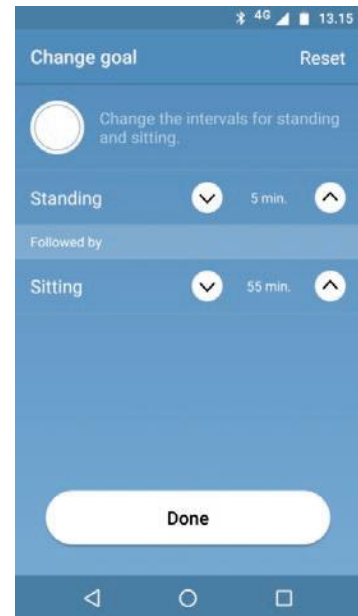 4G 13.15
Change goal Reset
Change the intervals for standing
and sitting.
Standing 5 min.
Followed by
Sitting 55 min.
Done